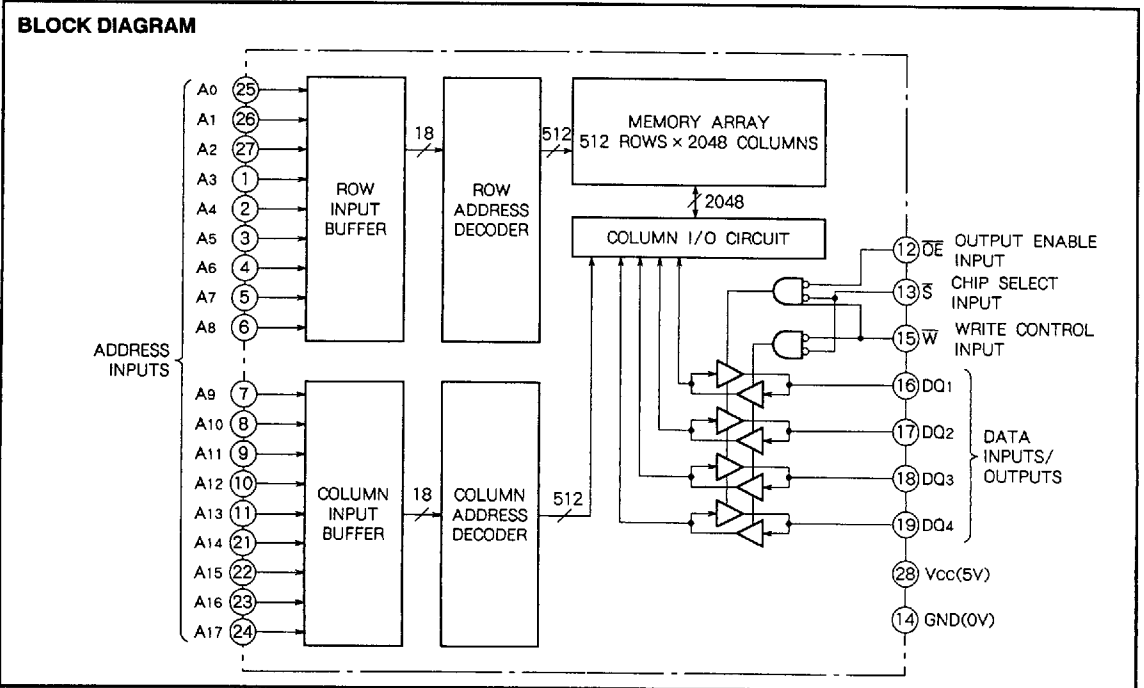 BLOCK DIAGRAM
A0 25
A1 26
A2 27
A3 1
A4 2
A5 3
A6 4
A7 5
A8 6
ADDRESS
INPUTS
A9 7
A10 8
A11 9
A12 10
A13 11
A14 21
A15 22
A16 23
A17 24
ROW
INPUT
BUFFER
18
ROW
ADDRESS
DECODER
512
MEMORY ARRAY
512 ROWS × 2048 COLUMNS
2048
COLUMN I/O CIRCUIT
COLUMN
INPUT
BUFFER
18
COLUMN
ADDRESS
DECODER
512
12 OE OUTPUT ENABLE
INPUT
13 S CHIP SELECT
INPUT
15 W WRITE CONTROL
INPUT
16 DQ1
17 DQ2
18 DQ3
19 DQ4
DATA
INPUTS/
OUTPUTS
28 Vcc(5V)
14 GND(0V)